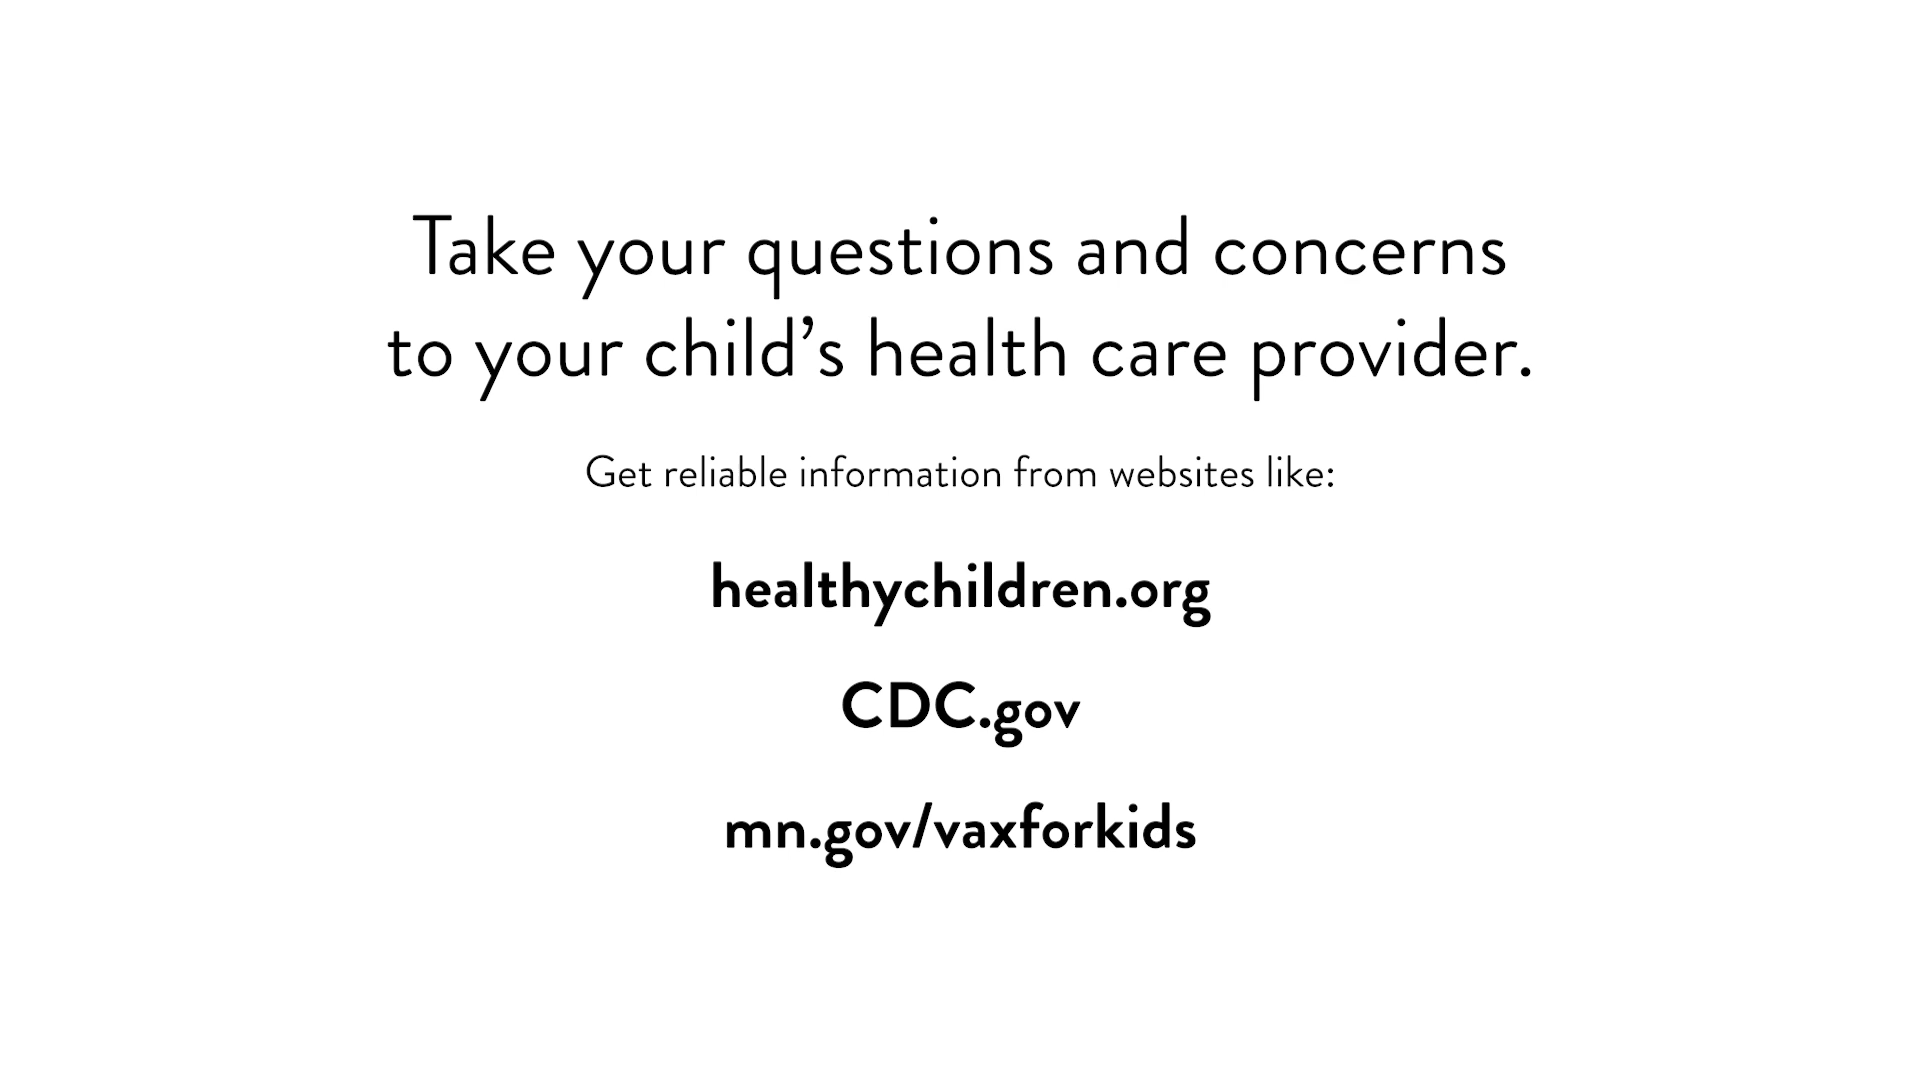 Take your questions and concerns
to your child’s health care provider.
Get reliable information from websites like:
healthychildren.org
CDC.gov
mn.gov/vaxforkids